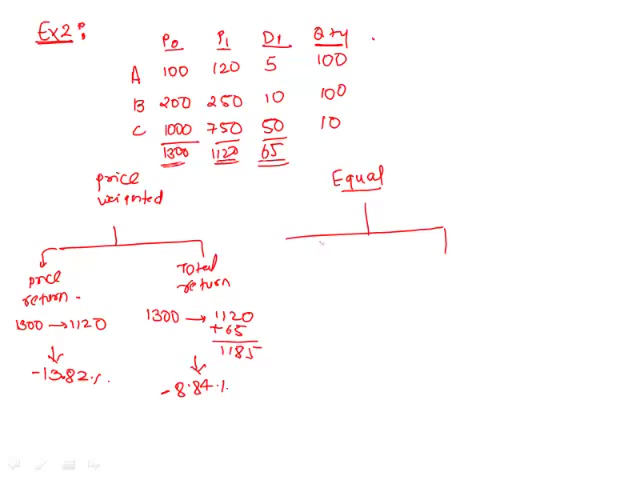 Ex2:
P0 P1 D1 Qty
A 100 120 5 100
B 200 250 10 100
C 1000 750 50 10
1300 1120 65
price
weighted
Equal
price
return
Total
return
1300 → 1120
1300 → 1120
+65
1185
-13.82%
-8.84%